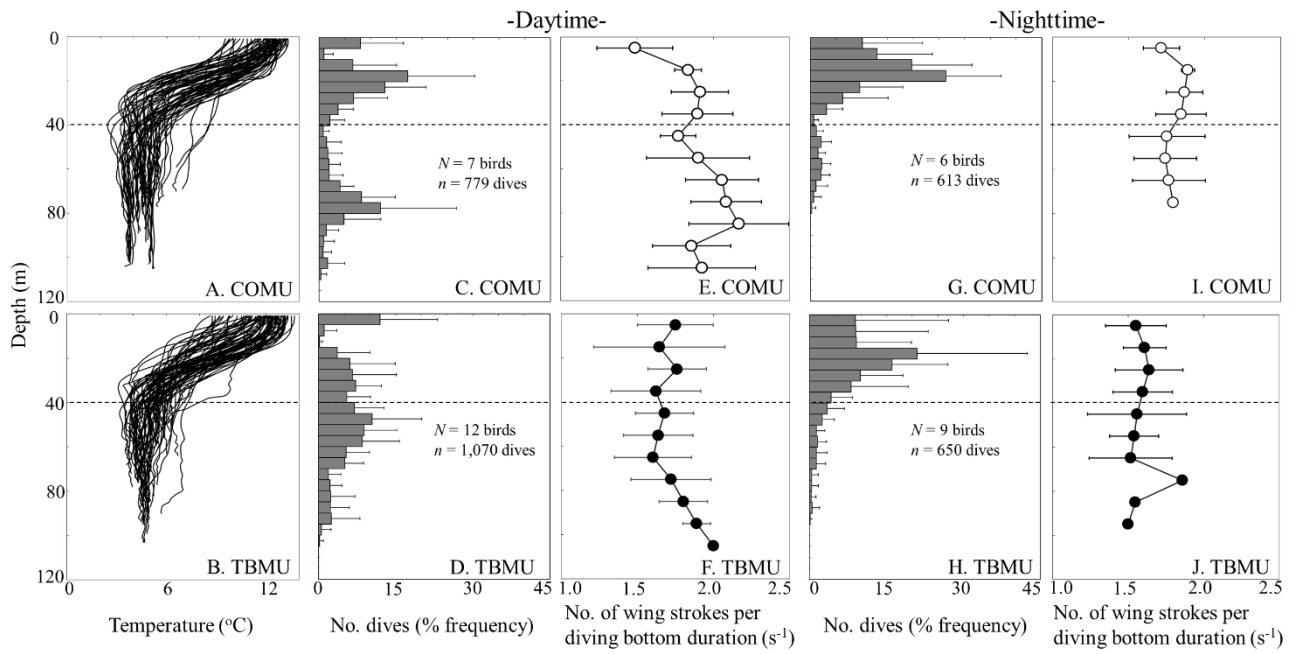 -Daytime-
-Nighttime-
0
40
80
120
Depth (m)
A. COMU
C. COMU
N = 7 birds
n = 779 dives
E. COMU
G. COMU
N = 6 birds
n = 613 dives
I. COMU
0
40
80
120
B. TBMU
D. TBMU
N = 12 birds
n = 1,070 dives
F. TBMU
H. TBMU
N = 9 birds
n = 650 dives
J. TBMU
0 6 12
0 15 30 45
1.0 1.5 2.0 2.5
0 15 30 45
1.0 1.5 2.0 2.5
Temperature (°C)
No. dives (% frequency)
No. of wing strokes per
diving bottom duration (s⁻¹)
No. dives (% frequency)
No. of wing strokes per
diving bottom duration (s⁻¹)